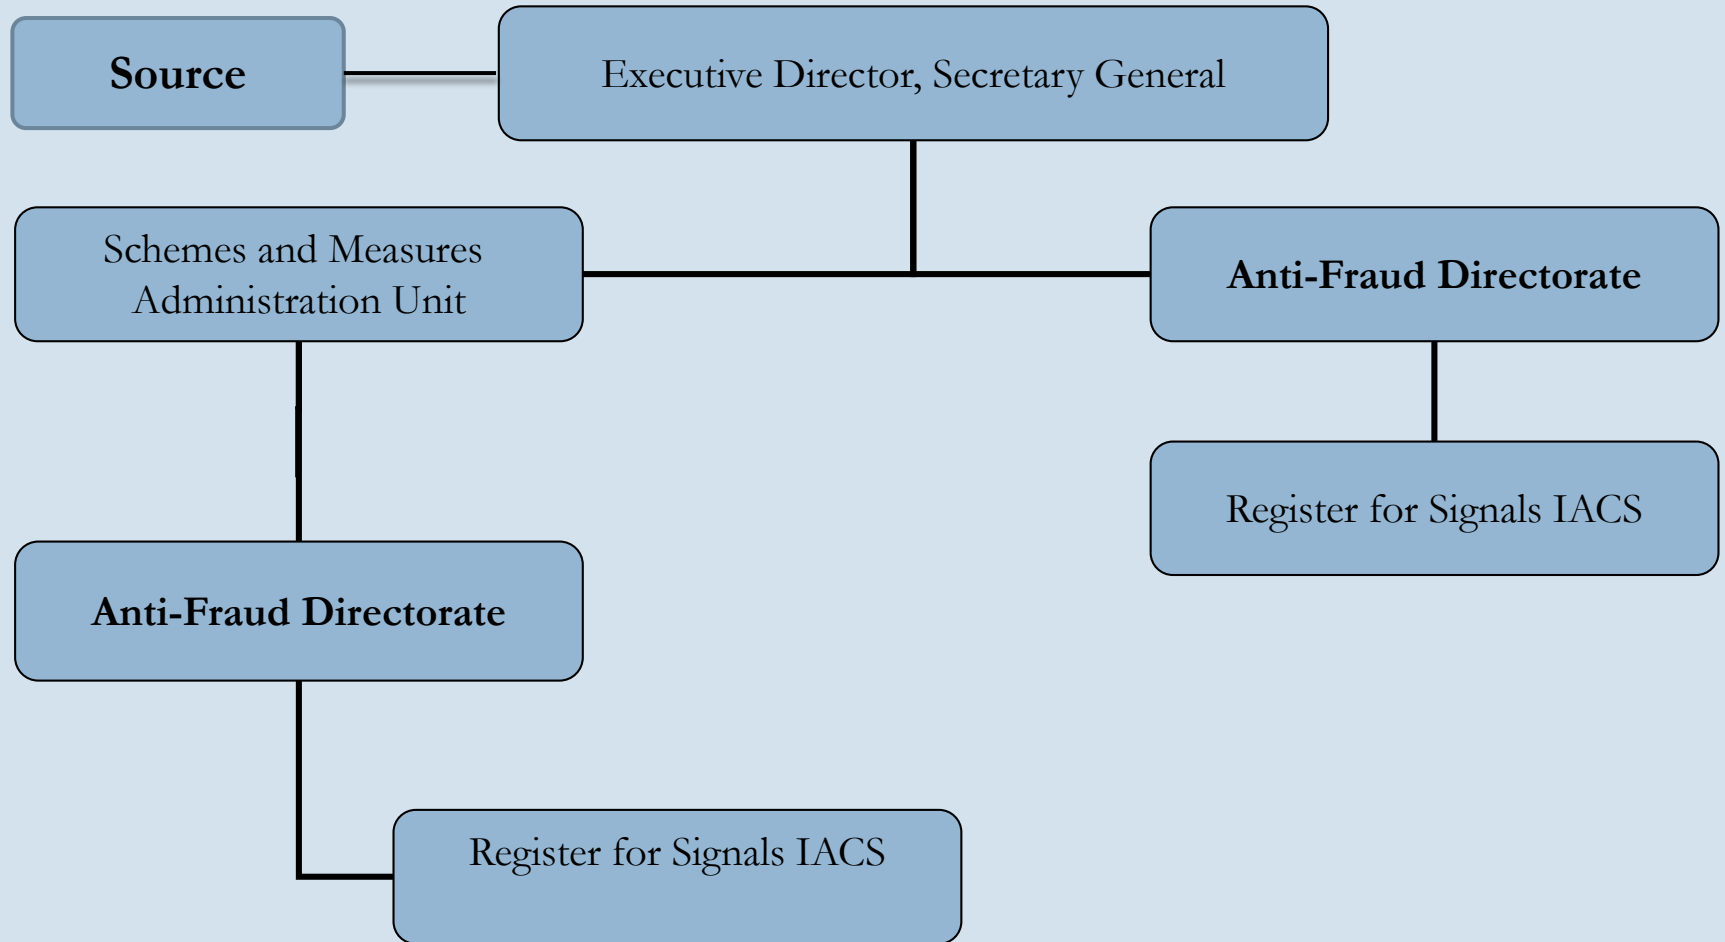 Source
Executive Director, Secretary General
Schemes and Measures
Administration Unit
Anti-Fraud Directorate
Register for Signals IACS
Anti-Fraud Directorate
Register for Signals IACS